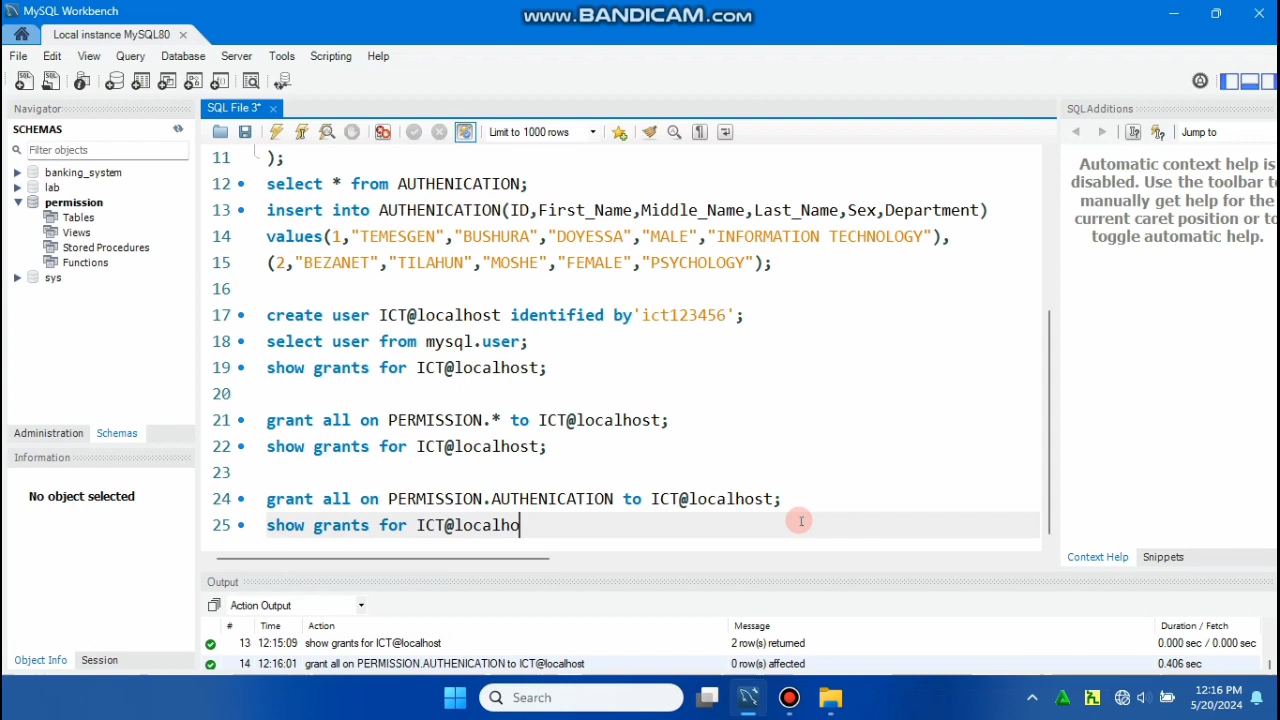 MySQL Workbench
www.BANDICAM.com
Local instance MySQL80
File Edit View Query Database Server Tools Scripting Help
Navigator
SCHEMAS
Filter objects
banking_system
lab
permission
Tables
Views
Stored Procedures
Functions
sys
Administration Schemas
Information
No object selected
Object Info Session
SQL File 3*
Limit to 1000 rows
11 );
12 select * from AUTHENICATION;
13 insert into AUTHENICATION(ID,First_Name,Middle_Name,Last_Name,Sex,Department)
14 values(1,"TEMESGEN","BUSHURA","DOYESSA","MALE","INFORMATION TECHNOLOGY"),
15 (2,"BEZANET","TILAHUN","MOSHE","FEMALE","PSYCHOLOGY");
16
17 create user ICT@localhost identified by'ict123456';
18 select user from mysql.user;
19 show grants for ICT@localhost;
20
21 grant all on PERMISSION.* to ICT@localhost;
22 show grants for ICT@localhost;
23
24 grant all on PERMISSION.AUTHENICATION to ICT@localhost;
25 show grants for ICT@localho
SQLAdditions
Jump to
Automatic context help is
disabled. Use the toolbar to
manually get help for the
current caret position or to
toggle automatic help.
Context Help Snippets
Output
Action Output
# Time Action Message Duration / Fetch
13 12:15:09 show grants for ICT@localhost 2 row(s) returned 0.000 sec / 0.000 sec
14 12:16:01 grant all on PERMISSION.AUTHENICATION to ICT@localhost 0 row(s) affected 0.406 sec
Search
12:16 PM
5/20/2024